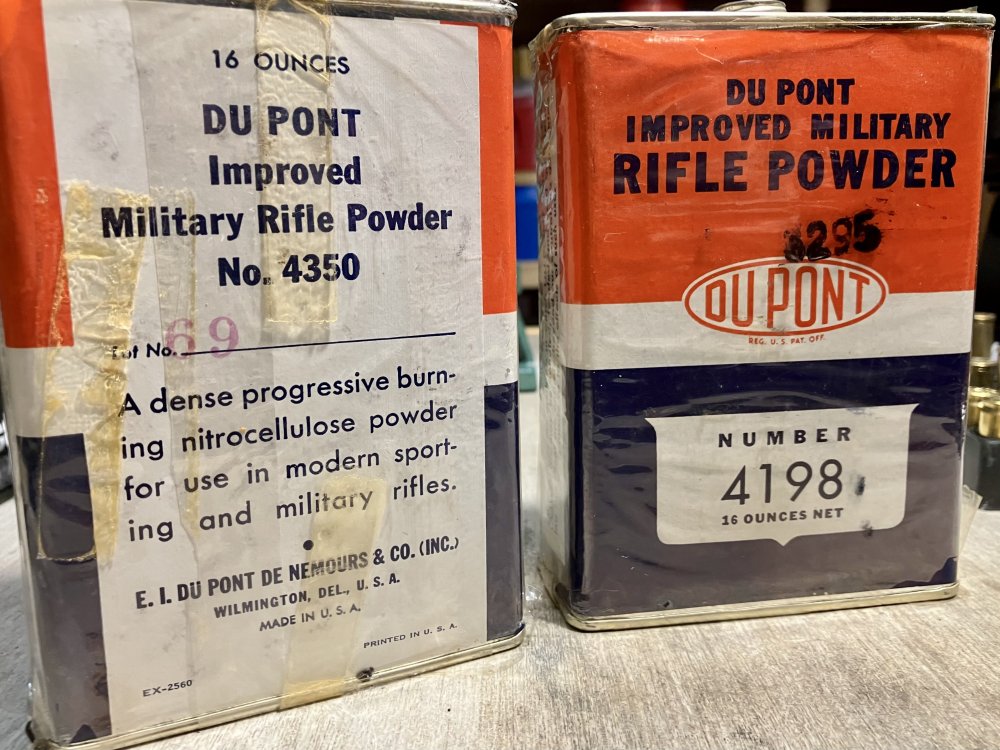 16 OUNCES
DU PONT
Improved
Military Rifle Powder
No. 4350
Lot No. 69
A dense progressive burn-
ing nitrocellulose powder
for use in modern sport-
ing and military rifles.
E. I. DU PONT DE NEMOURS & CO. (INC.)
WILMINGTON, DEL., U. S. A.
MADE IN U. S. A.
PRINTED IN U. S. A.
EX-2560
DU PONT
IMPROVED MILITARY
RIFLE POWDER
DU PONT
REG. U. S. PAT. OFF.
NUMBER
4198
16 OUNCES NET